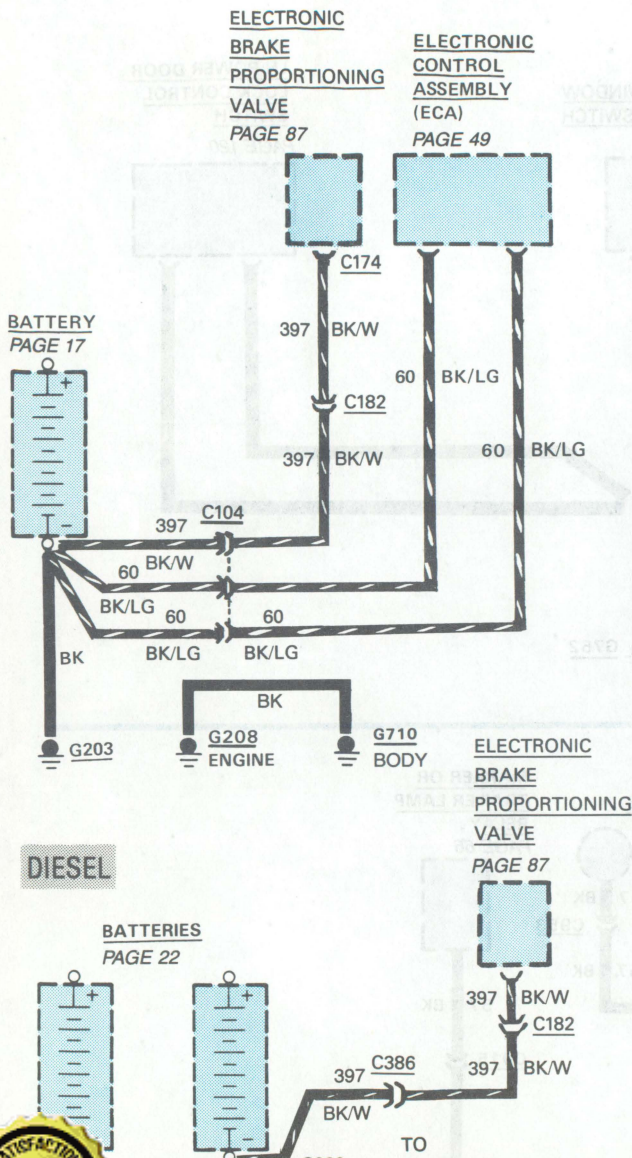 ELECTRONIC
BRAKE
PROPORTIONING
VALVE
PAGE 87
ELECTRONIC
CONTROL
ASSEMBLY
(ECA)
PAGE 49
C174
BATTERY
PAGE 17
+
397 BK/W
60 BK/LG
C182
397 BK/W
60 BK/LG
-
397 C104
BK/W
60
BK/LG
60 60
BK/LG BK/LG
BK
BK
G203
G208
ENGINE
G710
BODY
DIESEL
ELECTRONIC
BRAKE
PROPORTIONING
VALVE
PAGE 87
BATTERIES
PAGE 22
+ +
397 BK/W
C182
397 BK/W
397 C386
BK/W
TO